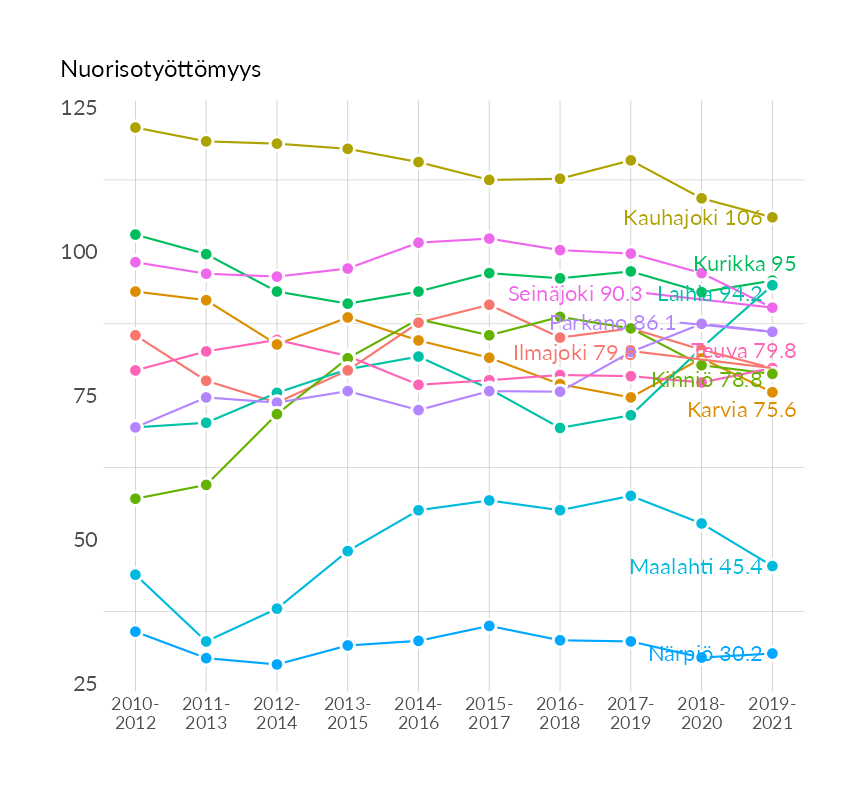 Nuorisotyöttömyys
125
100
75
50
25
Kauhajoki 106
Kurikka 95
Seinäjoki 90.3
Laihia 94.2
Parkano 86.1
Ilmajoki 79.8
Teuva 79.8
Kihniö 78.8
Karvia 75.6
Maalahti 45.4
Närpiö 30.2
2010- 2011- 2012- 2013- 2014- 2015- 2016- 2017- 2018- 2019-
2012 2013 2014 2015 2016 2017 2018 2019 2020 2021